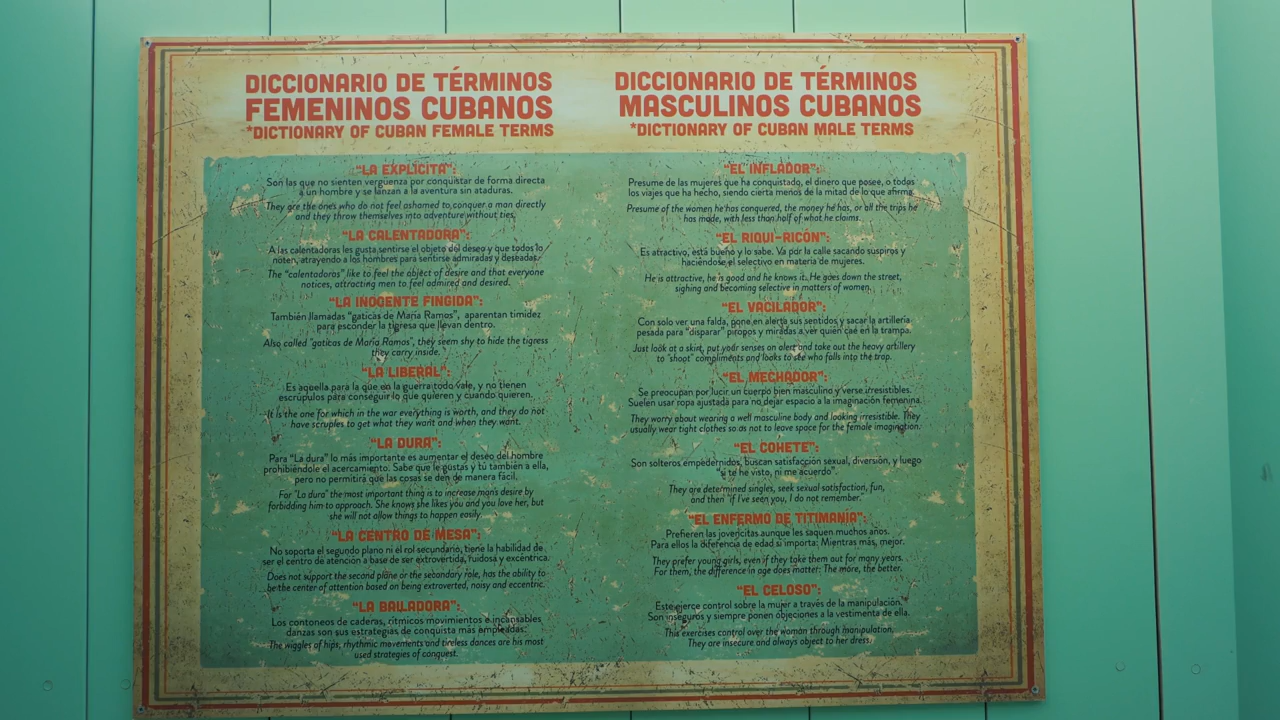 DICCIONARIO DE TÉRMINOS
FEMENINOS CUBANOS
*DICTIONARY OF CUBAN FEMALE TERMS
"LA EXPLÍCITA":
Son las que no sienten vergüenza por conquistar de forma directa
a un hombre y se lanzan a la aventura sin ataduras.
They are the ones who do not feel ashamed to conquer a man directly
and they throw themselves into adventure without ties.
"LA CALENTADORA":
A las calentadoras les gusta sentirse el objeto del deseo y que todos lo
noten, atrayendo a los hombres para sentirse admiradas y deseadas.
The "calentadoras" like to feel the object of desire and that everyone
notices, attracting men to feel admired and desired.
"LA INOCENTE FINGIDA":
También llamadas "gaticas de María Ramos", aparentan timidez
para esconder la tigresa que llevan dentro.
Also called "gaticas de María Ramos", they seem shy to hide the tigress
they carry inside.
"LA LIBERAL":
Es aquella para la que en la guerra todo vale, y no tienen
escrúpulos para conseguir lo que quieren y cuando quieren.
It is the one for which in the war everything is worth, and they do not
have scruples to get what they want and when they want.
"LA DURA":
Para "La dura" lo más importante es aumentar el deseo del hombre
prohibiéndole el acercamiento. Sabe que le gustas y tú también a ella,
pero no permitirá que las cosas se den de manera fácil.
For "La dura" the most important thing is to increase man's desire by
forbidding him to approach. She knows she likes you and you love her, but
she will not allow things to happen easily.
"LA CENTRO DE MESA":
No soporta el segundo plano ni el rol secundario, tiene la habilidad de
ser el centro de atención a base de ser extrovertida, ruidosa y excéntrica.
Does not support the second plane or the secondary role, has the ability to
be the center of attention based on being extroverted, noisy and eccentric.
"LA BAILADORA":
Los contoneos de caderas, rítmicos movimientos e incansables
danzas son sus estrategias de conquista más empleadas.
The wiggles of hips, rhythmic movements and tireless dances are his most
used strategies of conquest.
DICCIONARIO DE TÉRMINOS
MASCULINOS CUBANOS
*DICTIONARY OF CUBAN MALE TERMS
"EL INFLADOR":
Presume de las mujeres que ha conquistado, el dinero que posee, o todos
los viajes que ha hecho, siendo cierta menos de la mitad de lo que afirma.
Presume of the women he has conquered, the money he has, or all the trips he
has made, with less than half of what he claims.
"EL RIQUI-RICÓN":
Es atractivo, está bueno y lo sabe. Va por la calle sacando suspiros y
haciéndose el selectivo en materia de mujeres.
He is attractive, he is good and he knows it. He goes down the street,
sighing and becoming selective in matters of women.
"EL VACILADOR":
Con solo ver una falda, pone en alerta sus sentidos y sacar la artillería
pesada para "disparar" piropos y miradas a ver quien cae en la trampa.
Just look at a skirt, put your senses on alert and take out the heavy artillery
to "shoot" compliments and looks to see who falls into the trap.
"EL MECHADOR":
Se preocupan por lucir un cuerpo bien masculino y verse irresistibles.
Suelen usar ropa ajustada para no dejar espacio a la imaginación femenina.
They worry about wearing a well masculine body and looking irresistible. They
usually wear tight clothes so as not to leave space for the female imagination.
"EL COHETE":
Son solteros empedernidos, buscan satisfacción sexual, diversión, y luego
"si te he visto, ni me acuerdo".
They are determined singles, seek sexual satisfaction, fun,
and then "if I've seen you, I do not remember."
"EL ENFERMO DE TITIMANÍA":
Prefieren las jovencitas aunque les saquen muchos años.
Para ellos la diferencia de edad si importa: Mientras más, mejor.
They prefer young girls, even if they take them out for many years.
For them, the difference in age does matter: The more, the better.
"EL CELOSO":
Este ejerce control sobre la mujer a través de la manipulación.
Son inseguros y siempre ponen objeciones a la vestimenta de ella.
This exercises control over the woman through manipulation.
They are insecure and always object to her dress.